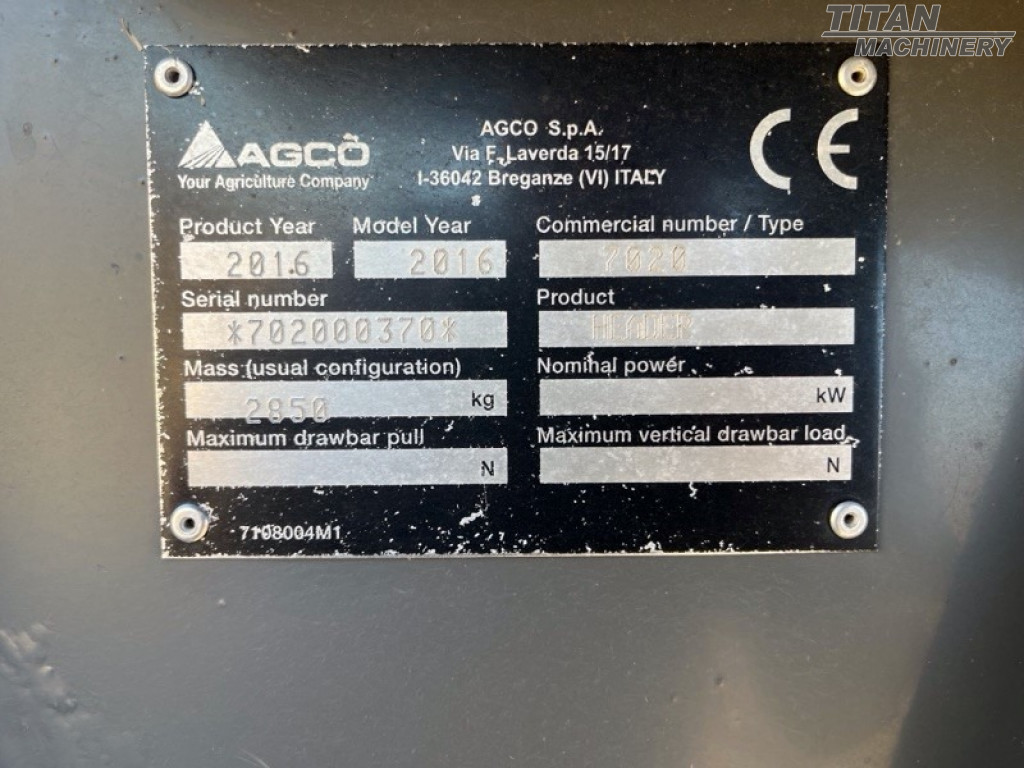 TITAN
MACHINERY
AGCO
Your Agriculture Company
AGCO S.p.A.
Via F. Laverda 15/17
I-36042 Breganze (VI) ITALY
CE
Product Year
Model Year
Commercial number / Type
2016
2016
7020
Serial number
Product
*702000370*
HEADER
Mass (usual configuration)
Nominal power
2850 kg
kW
Maximum drawbar pull
Maximum vertical drawbar load
N
N
7108004M1